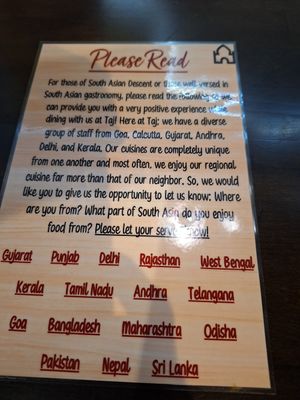 Please Read
For those of South Asian Descent or those well-versed in
South Asian gastronomy, please read the following so we
can provide you with a very positive experience while
dining with us at Taj! Here at Taj; we have a diverse
group of staff from Goa, Calcutta, Gujarat, Andhra,
Delhi, and Kerala. Our cuisines are completely unique
from one another and most often, we enjoy our regional
cuisine far more than that of our neighbor. So, we would
like you to give us the opportunity to let us know; Where
are you from? What part of South Asia do you enjoy
food from? Please let your server know!
Gujarat Punjab Delhi Rajasthan West Bengal
Kerala Tamil Nadu Andhra Telangana
Goa Bangladesh Maharashtra Odisha
Pakistan Nepal Sri Lanka